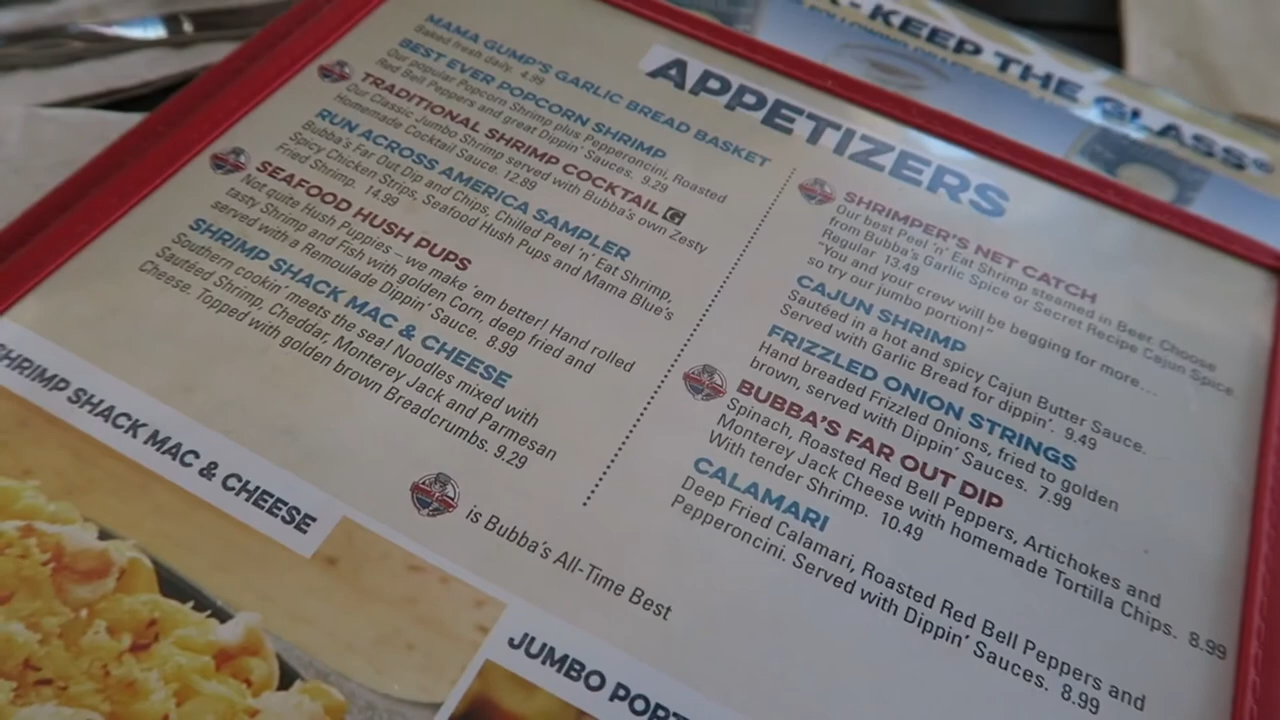 - KEEP THE GLASS
APPETIZERS
MAMA GUMP'S GARLIC BREAD BASKET
Baked fresh daily. 4.99
BEST EVER POPCORN SHRIMP
Our popular Popcorn Shrimp plus Pepperoncini, Roasted
Red Bell Peppers and great Dippin' Sauces. 9.29
TRADITIONAL SHRIMP COCKTAIL G
Our Classic Jumbo Shrimp served with Bubba's own Zesty
Homemade Cocktail Sauce. 12.89
RUN ACROSS AMERICA SAMPLER
Bubba's Far Out Dip and Chips, Chilled Peel 'n' Eat Shrimp,
Spicy Chicken Strips, Seafood Hush Pups and Mama Blue's
Fried Shrimp. 14.99
SEAFOOD HUSH PUPS
Not quite Hush Puppies – we make 'em better! Hand rolled
tasty Shrimp and Fish with golden Corn, deep fried and
served with a Remoulade Dippin' Sauce. 8.99
SHRIMP SHACK MAC & CHEESE
Southern cookin' meets the sea! Noodles mixed with
Sautéed Shrimp, Cheddar, Monterey Jack and Parmesan
Cheese. Topped with golden brown Breadcrumbs. 9.29
is Bubba's All-Time Best
SHRIMPER'S NET CATCH
Our best Peel 'n' Eat Shrimp steamed in Beer. Choose
from Bubba's Garlic Spice or Secret Recipe Cajun Spice.
Regular 13.49
"You and your crew will be begging for more...
so try our jumbo portion!"
CAJUN SHRIMP
Sautéed in a hot and spicy Cajun Butter Sauce.
Served with Garlic Bread for dippin'. 9.49
FRIZZLED ONION STRINGS
Hand breaded Frizzled Onions, fried to golden
brown, served with Dippin' Sauces. 7.99
BUBBA'S FAR OUT DIP
Spinach, Roasted Red Bell Peppers, Artichokes and
Monterey Jack Cheese with homemade Tortilla Chips. 8.99
With tender Shrimp. 10.49
CALAMARI
Deep Fried Calamari, Roasted Red Bell Peppers and
Pepperoncini. Served with Dippin' Sauces. 8.99
SHRIMP SHACK MAC & CHEESE
JUMBO PORT